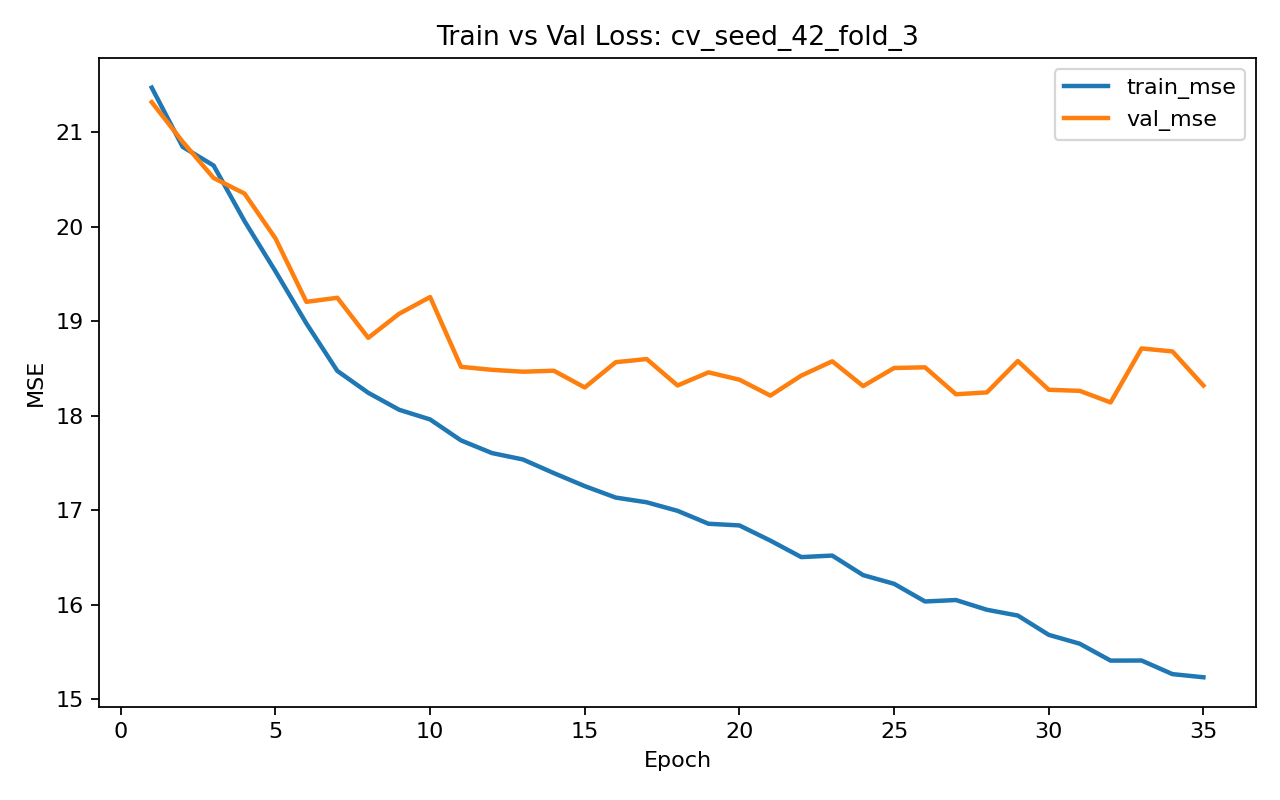 Train vs Val Loss: cv_seed_42_fold_3
train_mse
val_mse
MSE
21
20
19
18
17
16
15
0 5 10 15 20 25 30 35
Epoch